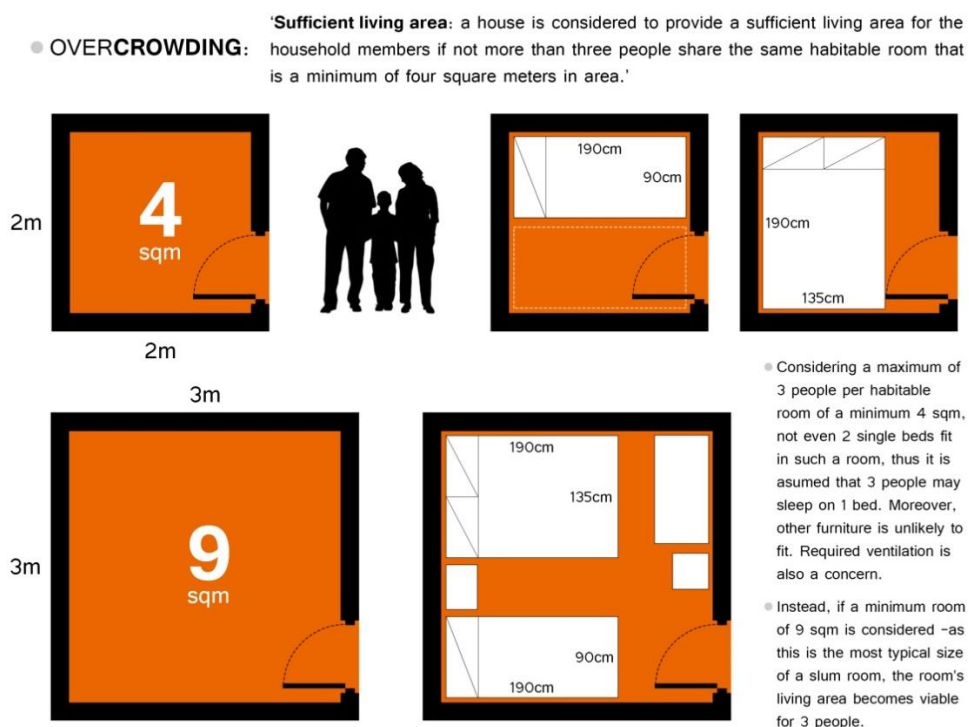 'Sufficient living area: a house is considered to provide a sufficient living area for the
● OVERCROWDING: household members if not more than three people share the same habitable room that
is a minimum of four square meters in area.'
2m
4
sqm
2m
190cm
90cm
190cm
135cm
3m
3m
9
sqm
190cm
135cm
90cm
190cm
● Considering a maximum of
3 people per habitable
room of a minimum 4 sqm,
not even 2 single beds fit
in such a room, thus it is
asumed that 3 people may
sleep on 1 bed. Moreover,
other furniture is unlikely to
fit. Required ventilation is
also a concern.
● Instead, if a minimum room
of 9 sqm is considered -as
this is the most typical size
of a slum room, the room's
living area becomes viable
for 3 people.